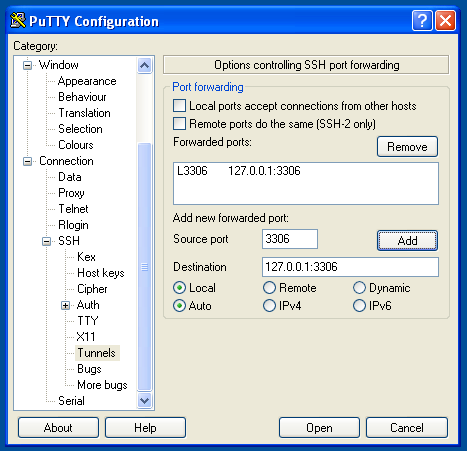 PuTTY Configuration
Category:
Window
Appearance
Behaviour
Translation
Selection
Colours
Connection
Data
Proxy
Telnet
Rlogin
SSH
Kex
Host keys
Cipher
Auth
TTY
X11
Tunnels
Bugs
More bugs
Serial
Options controlling SSH port forwarding
Port forwarding
Local ports accept connections from other hosts
Remote ports do the same (SSH-2 only)
Forwarded ports:
Remove
L3306 127.0.0.1:3306
Add new forwarded port:
Source port 3306 Add
Destination 127.0.0.1:3306
Local Remote Dynamic
Auto IPv4 IPv6
About Help Open Cancel